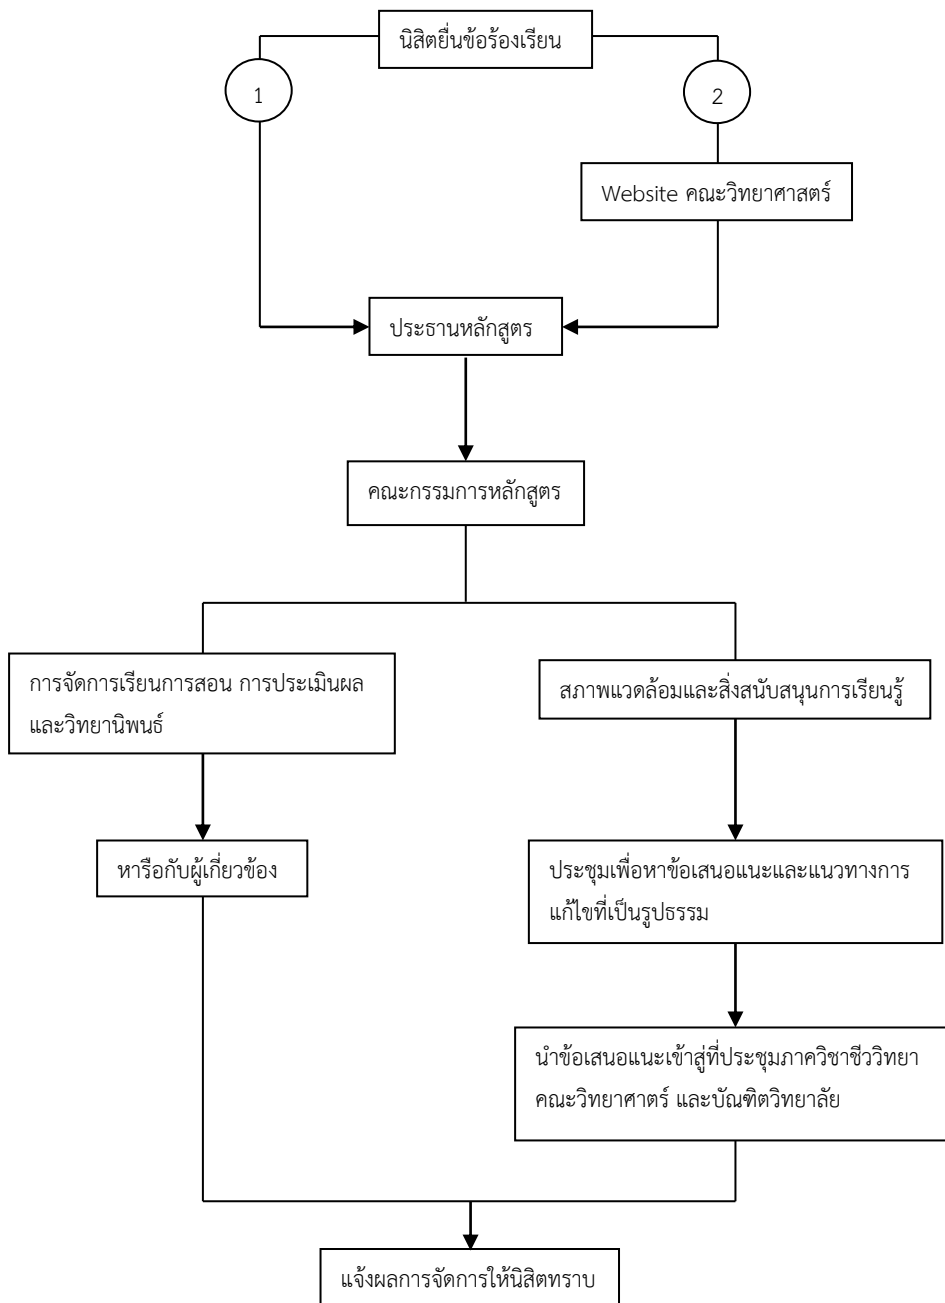 นิสิตยื่นข้อร้องเรียน
1
2
Website คณะวิทยาศาสตร์
ประธานหลักสูตร
คณะกรรมการหลักสูตร
การจัดการเรียนการสอน การประเมินผล
และวิทยานิพนธ์
สภาพแวดล้อมและสิ่งสนับสนุนการเรียนรู้
หารือกับผู้เกี่ยวข้อง
ประชุมเพื่อหาข้อเสนอแนะและแนวทางการ
แก้ไขที่เป็นรูปธรรม
นำข้อเสนอแนะเข้าสู่ที่ประชุมภาควิชาชีววิทยา
คณะวิทยาศาตร์ และบัณฑิตวิทยาลัย
แจ้งผลการจัดการให้นิสิตทราบ